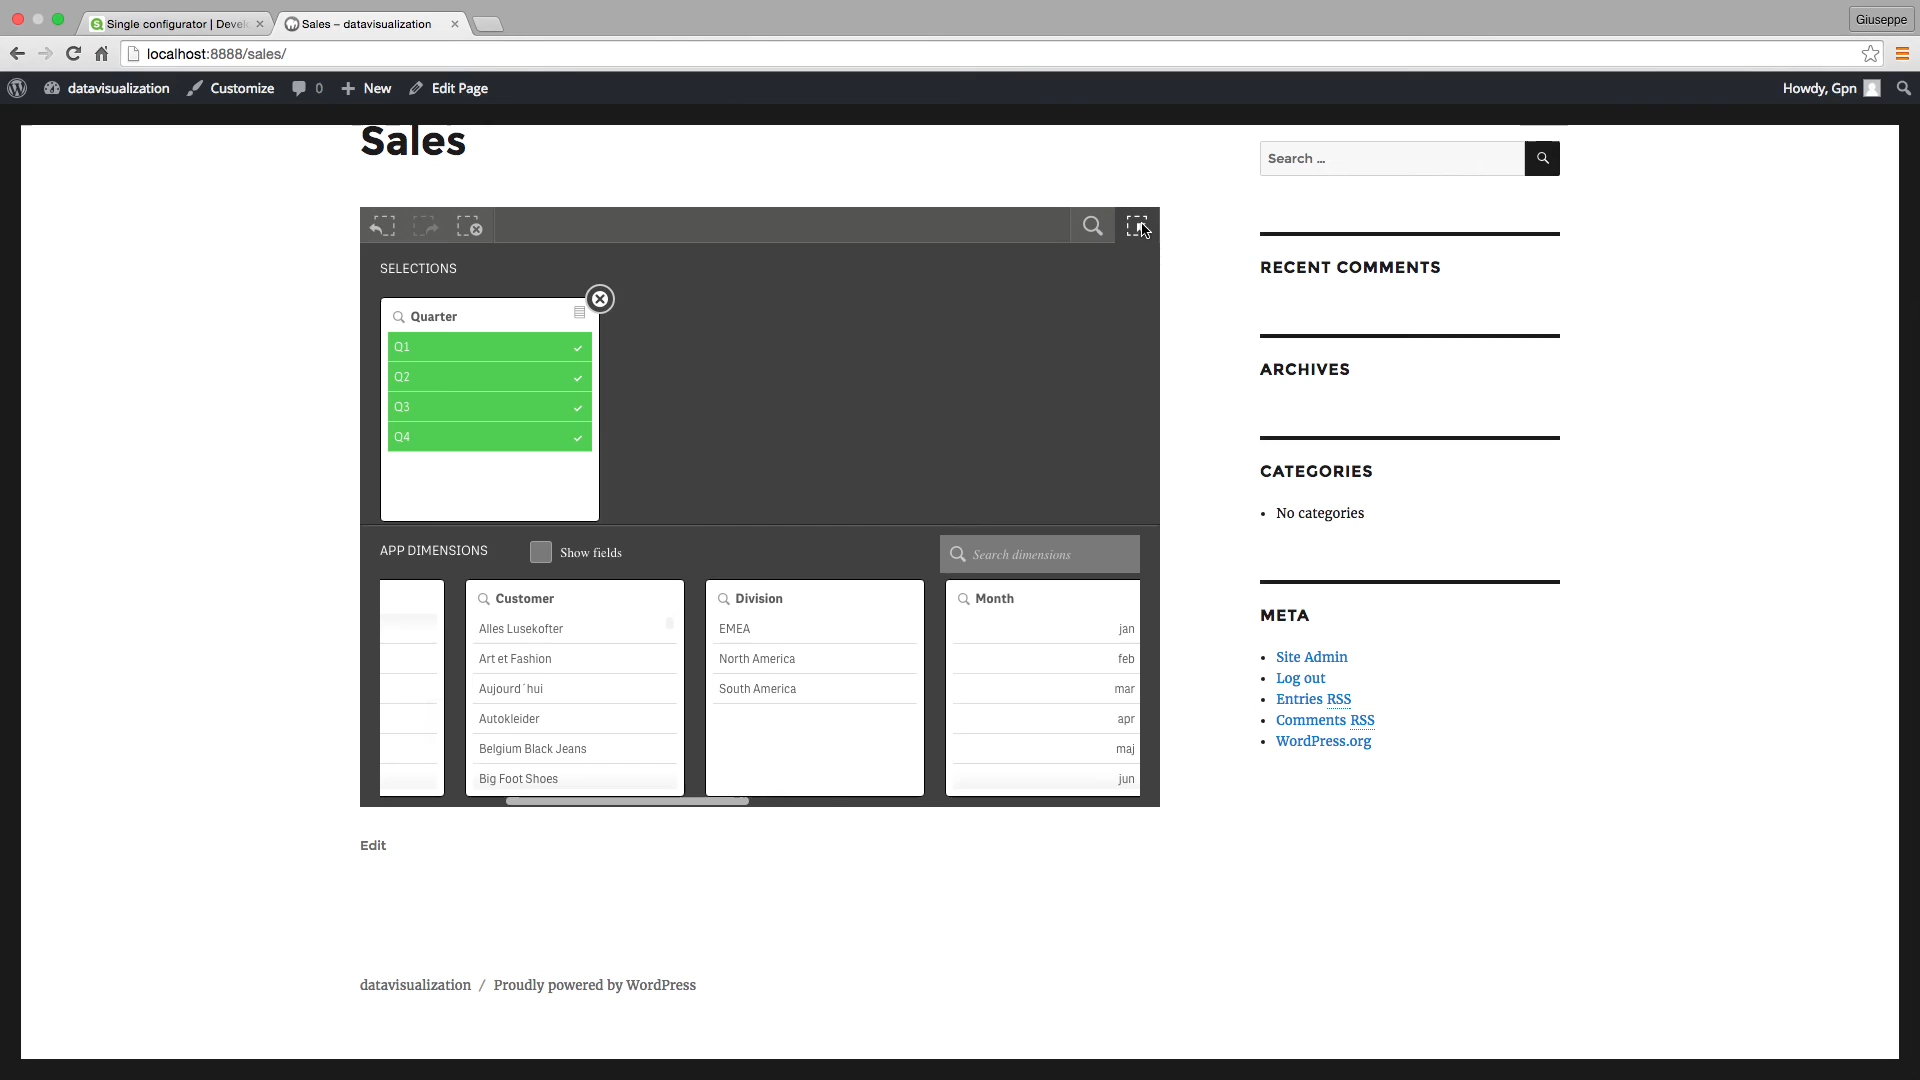 Single configurator | Devel
Sales – datavisualization
Giuseppe
localhost:8888/sales/
datavisualization
Customize
0
New
Edit Page
Howdy, Gpn
Sales
Search ...
SELECTIONS
Quarter
Q1
Q2
Q3
Q4
APP DIMENSIONS
Show fields
Search dimensions
Customer
Alles Lusekofter
Art et Fashion
Aujourd´hui
Autokleider
Belgium Black Jeans
Big Foot Shoes
Division
EMEA
North America
South America
Month
jan
feb
mar
apr
maj
jun
RECENT COMMENTS
ARCHIVES
CATEGORIES
• No categories
META
• Site Admin
• Log out
• Entries RSS
• Comments RSS
• WordPress.org
Edit
datavisualization / Proudly powered by WordPress